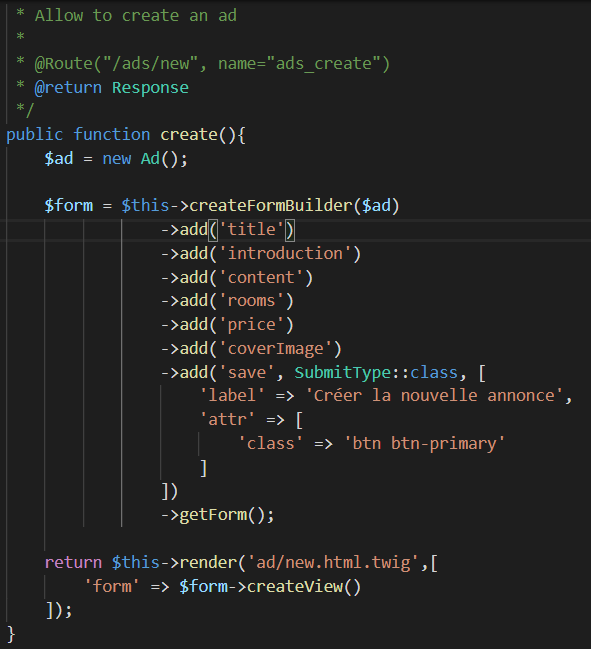 * Allow to create an ad
*
* @Route("/ads/new", name="ads_create")
* @return Response
*/
public function create(){
$ad = new Ad();
$form = $this->createFormBuilder($ad)
->add('title')
->add('introduction')
->add('content')
->add('rooms')
->add('price')
->add('coverImage')
->add('save', SubmitType::class, [
'label' => 'Créer la nouvelle annonce',
'attr' => [
'class' => 'btn btn-primary'
]
])
->getForm();
return $this->render('ad/new.html.twig',[
'form' => $form->createView()
]);
}